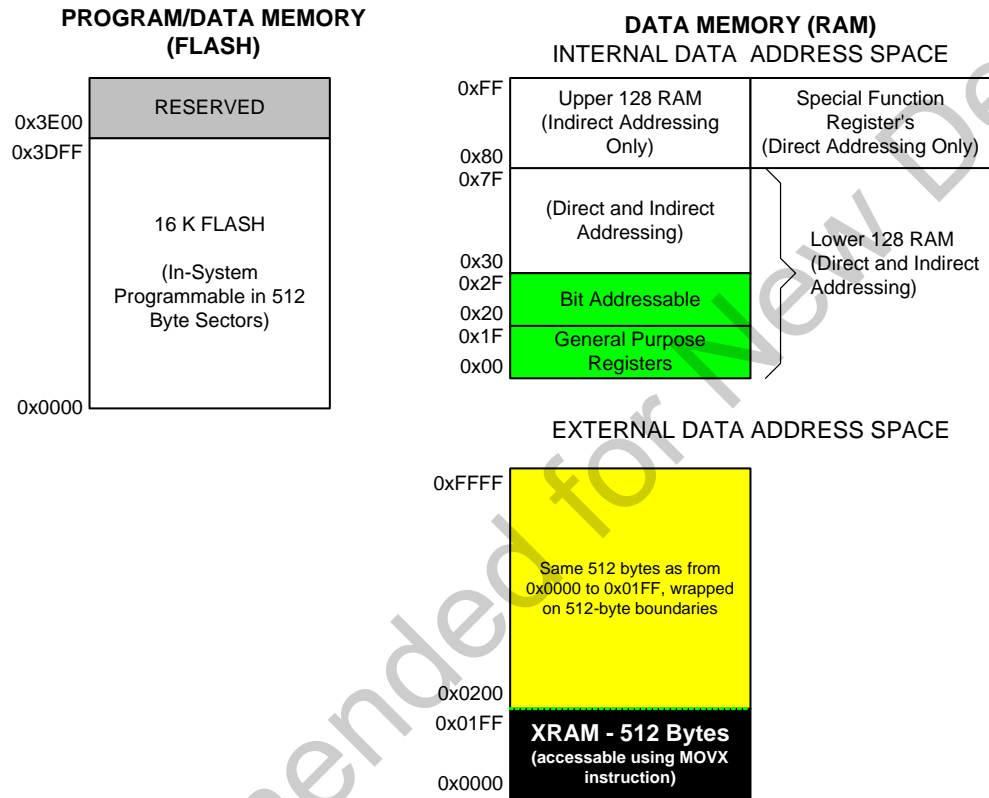 PROGRAM/DATA MEMORY
(FLASH)
RESERVED
0x3E00
0x3DFF
16 K FLASH
(In-System
Programmable in 512
Byte Sectors)
0x0000
DATA MEMORY (RAM)
INTERNAL DATA ADDRESS SPACE
0xFF
Upper 128 RAM
(Indirect Addressing
Only)
0x80
Special Function
Register's
(Direct Addressing Only)
0x7F
(Direct and Indirect
Addressing)
0x30
Lower 128 RAM
(Direct and Indirect
Addressing)
0x2F
Bit Addressable
0x20
0x1F
General Purpose
Registers
0x00
EXTERNAL DATA ADDRESS SPACE
0xFFFF
Same 512 bytes as from
0x0000 to 0x01FF, wrapped
on 512-byte boundaries
0x0200
0x01FF
XRAM - 512 Bytes
(accessable using MOVX
instruction)
0x0000
ended for New De